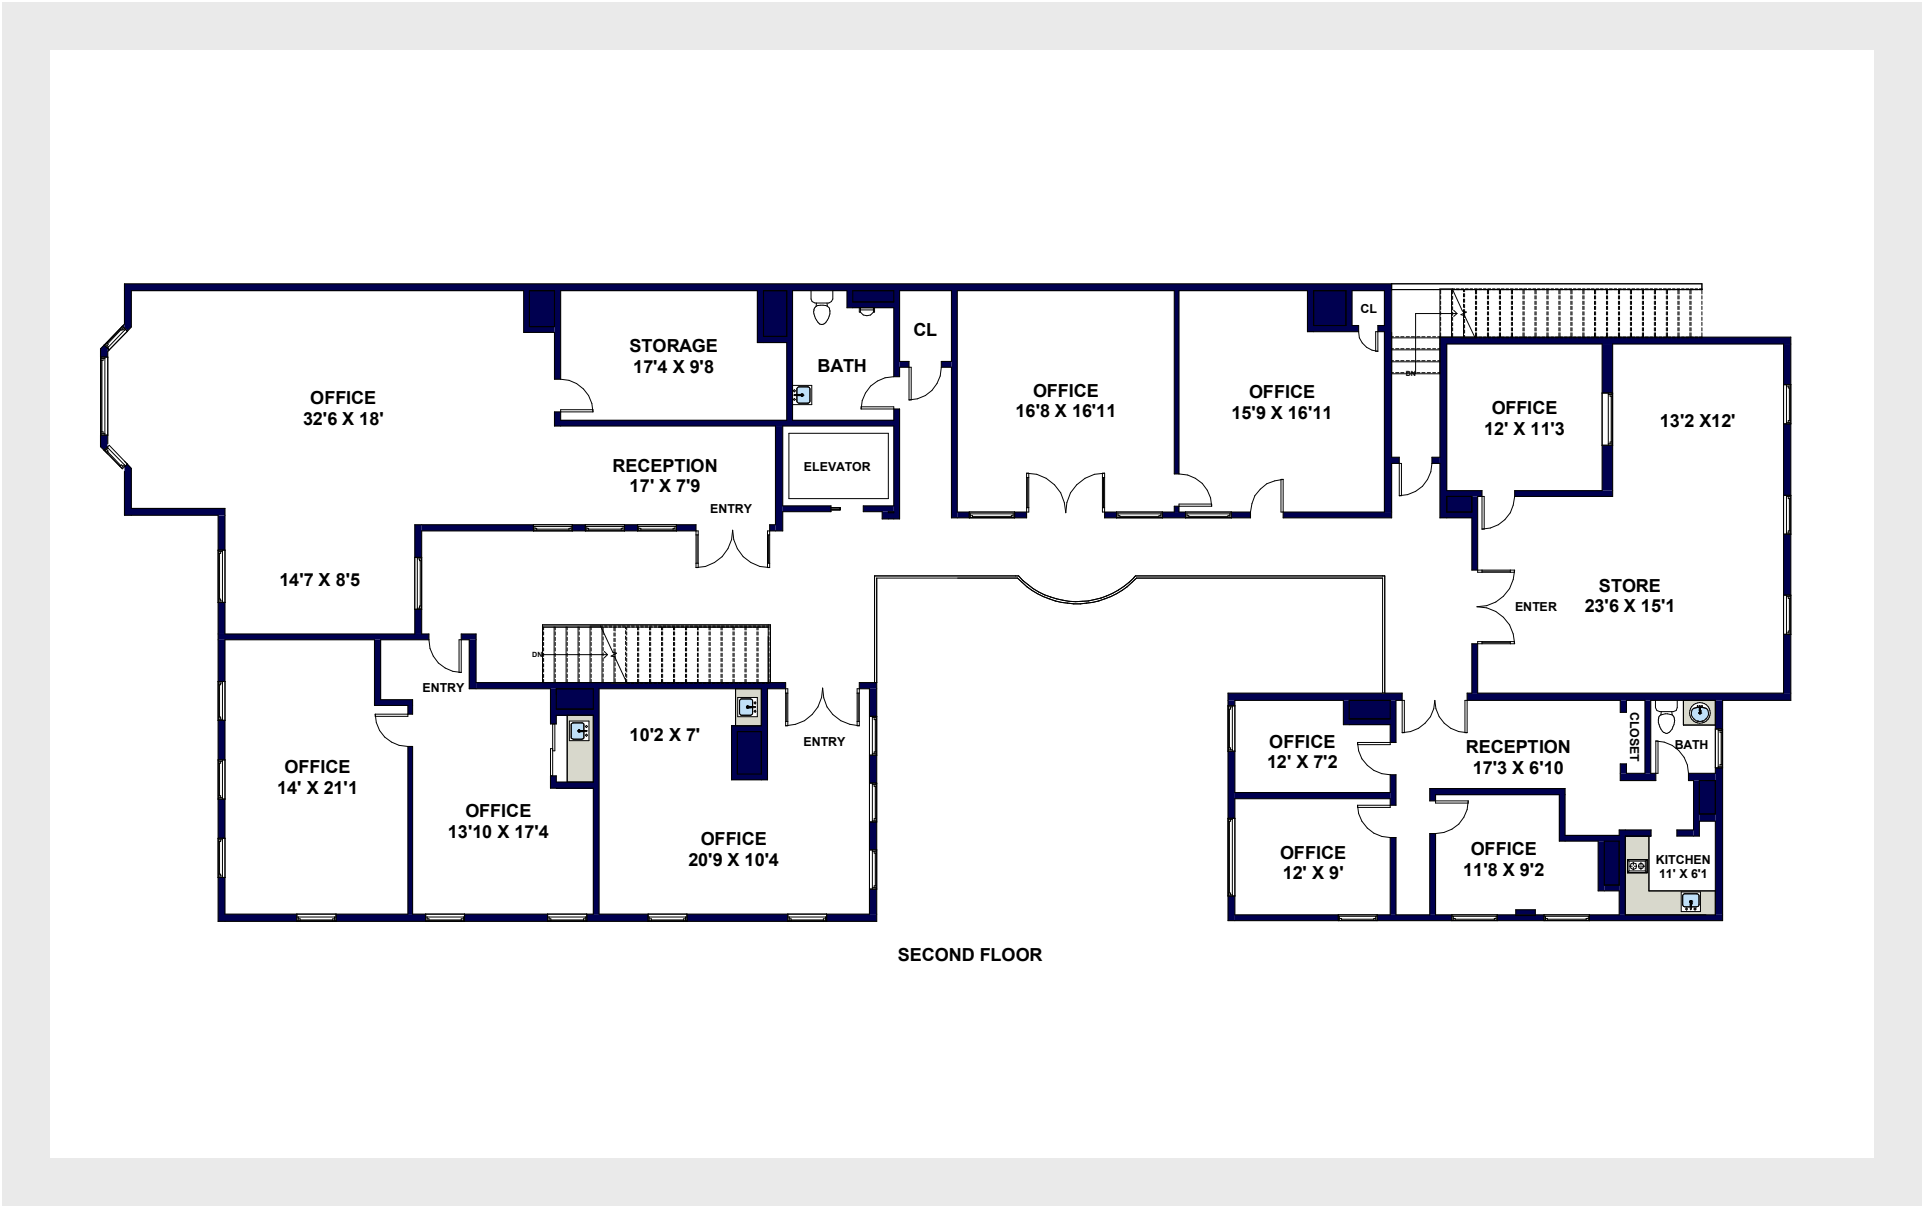 OFFICE
32'6 X 18'
STORAGE
17'4 X 9'8
BATH
CL
OFFICE
16'8 X 16'11
OFFICE
15'9 X 16'11
CL
DN
OFFICE
12' X 11'3
13'2 X12'
RECEPTION
17' X 7'9
ENTRY
ELEVATOR
14'7 X 8'5
STORE
23'6 X 15'1
ENTER
DN
ENTRY
OFFICE
14' X 21'1
OFFICE
13'10 X 17'4
10'2 X 7'
ENTRY
OFFICE
20'9 X 10'4
OFFICE
12' X 7'2
RECEPTION
17'3 X 6'10
CLOSET
BATH
OFFICE
12' X 9'
OFFICE
11'8 X 9'2
KITCHEN
11' X 6'1
SECOND FLOOR